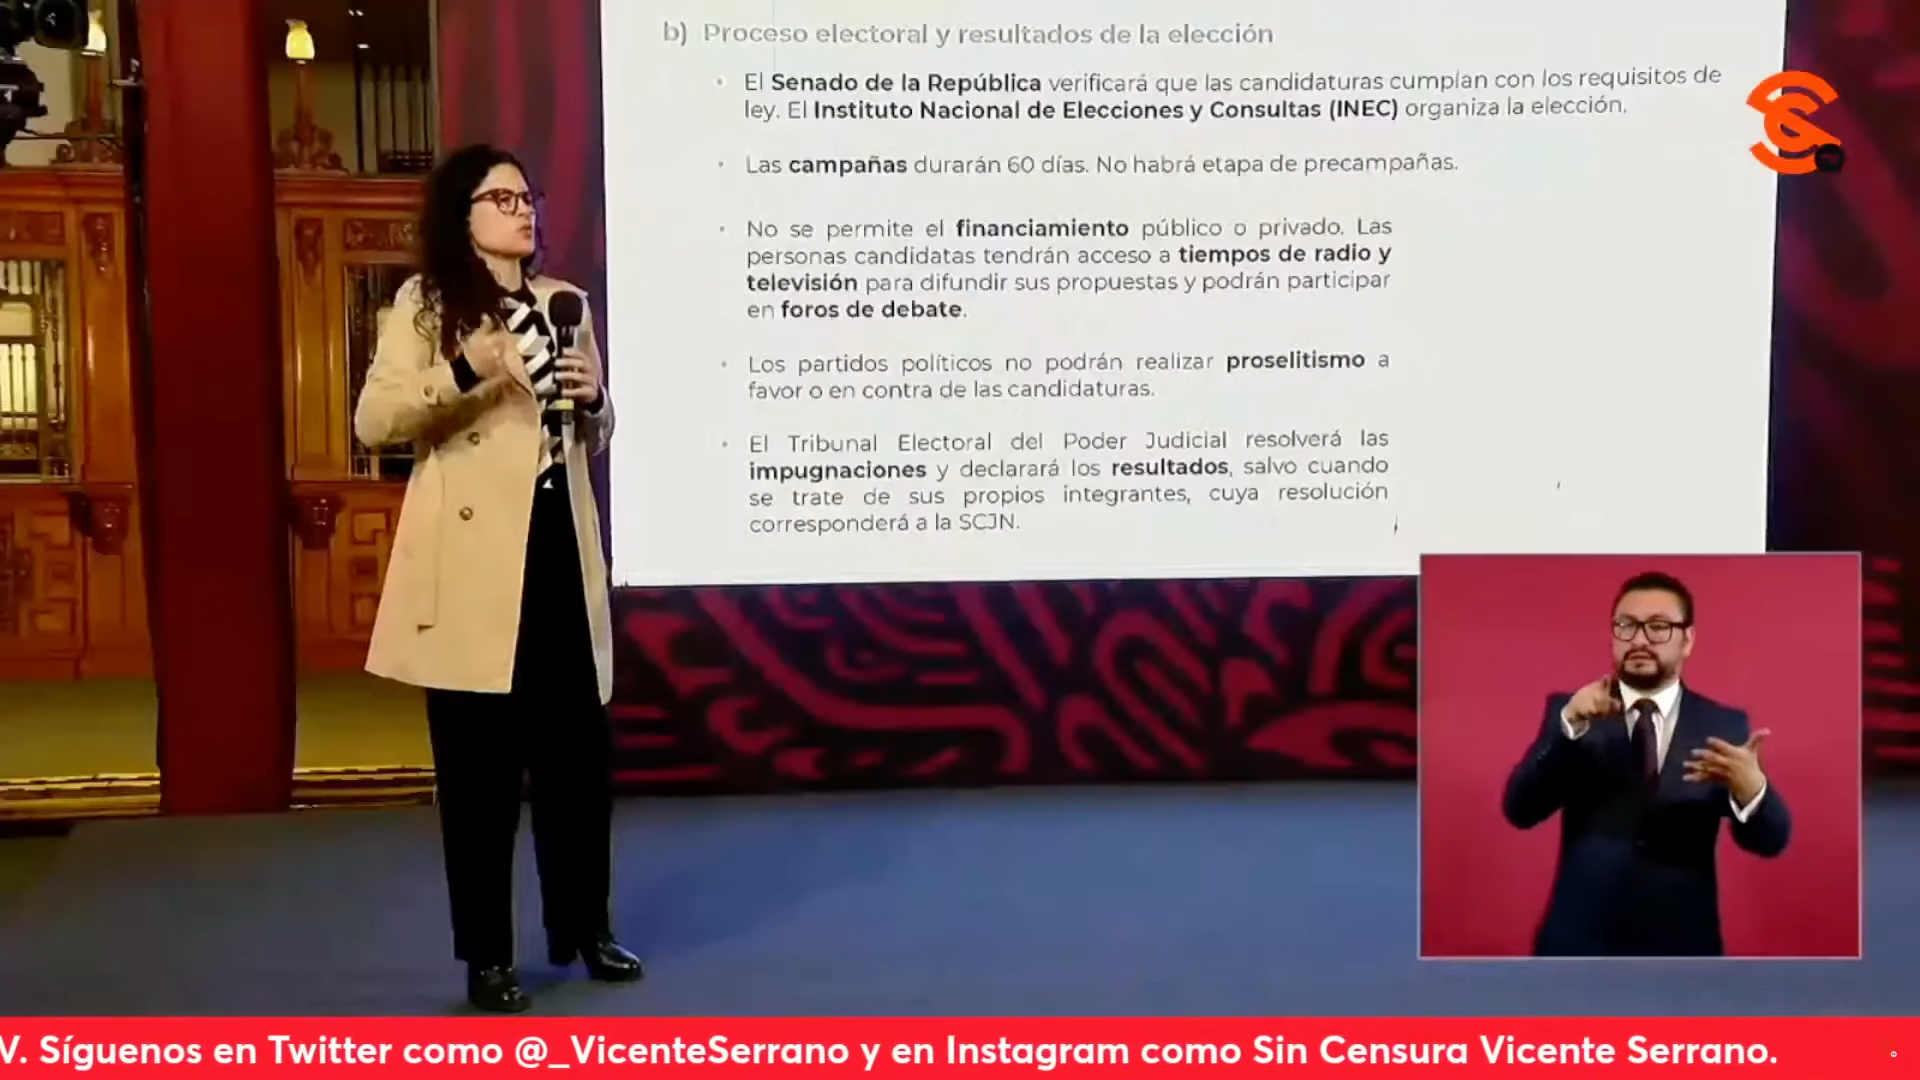 b) Proceso electoral y resultados de la elección
• El Senado de la República verificará que las candidaturas cumplan con los requisitos de
ley. El Instituto Nacional de Elecciones y Consultas (INEC) organiza la elección.
• Las campañas durarán 60 días. No habrá etapa de precampañas.
• No se permite el financiamiento público o privado. Las
personas candidatas tendrán acceso a tiempos de radio y
televisión para difundir sus propuestas y podrán participar
en foros de debate.
• Los partidos políticos no podrán realizar proselitismo a
favor o en contra de las candidaturas.
• El Tribunal Electoral del Poder Judicial resolverá las
impugnaciones y declarará los resultados, salvo cuando
se trate de sus propios integrantes, cuya resolución
corresponderá a la SCJN.
V. Síguenos en Twitter como @_VicenteSerrano y en Instagram como Sin Censura Vicente Serrano.